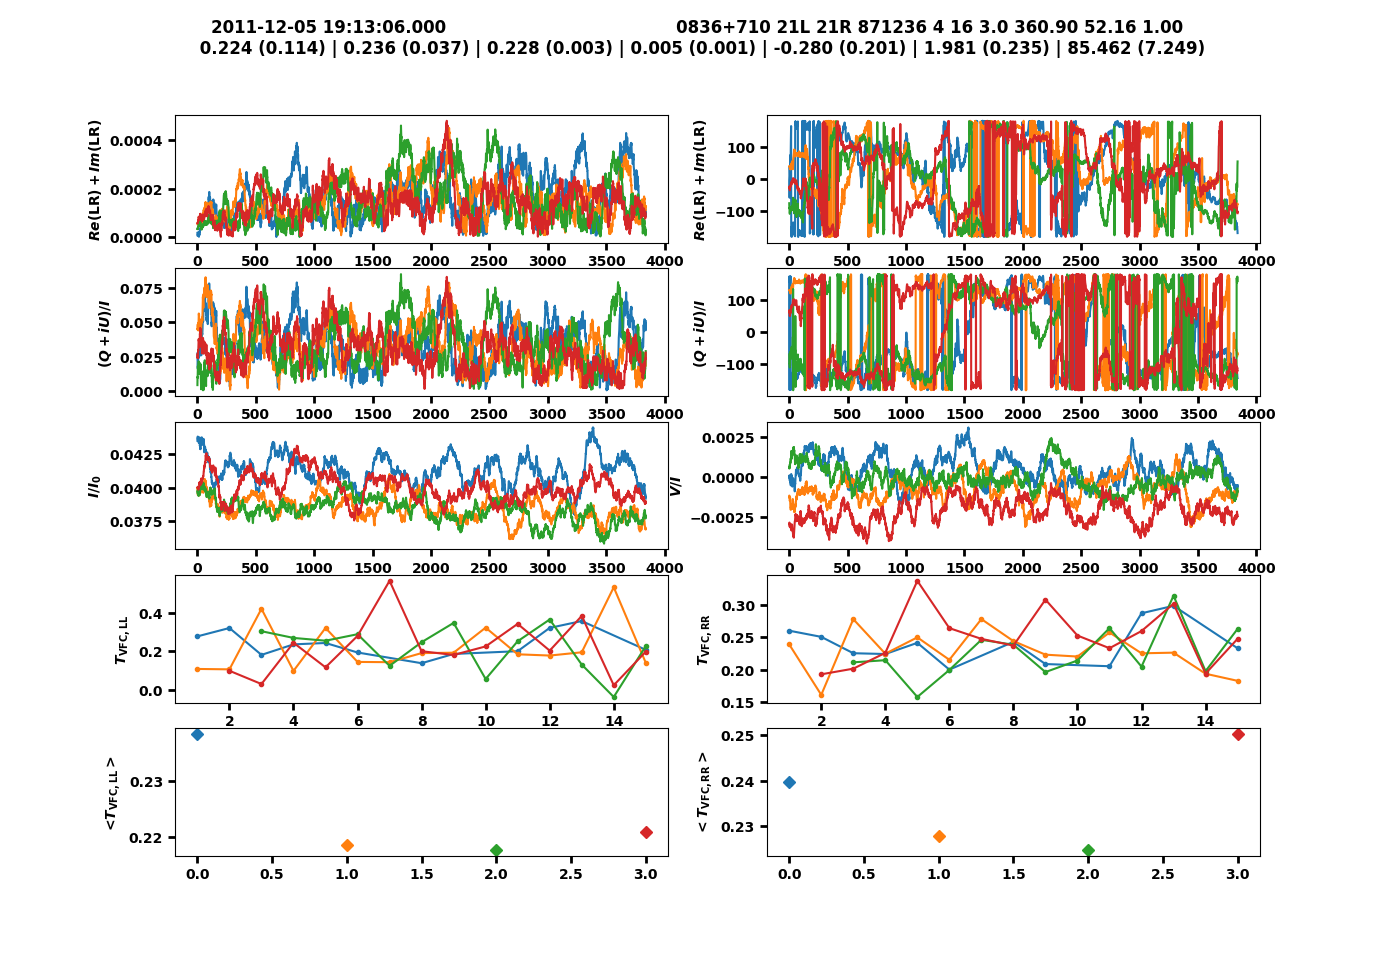 2011-12-05 19:13:06.000 0836+710 21L 21R 871236 4 16 3.0 360.90 52.16 1.00
0.224 (0.114) | 0.236 (0.037) | 0.228 (0.003) | 0.005 (0.001) | -0.280 (0.201) | 1.981 (0.235) | 85.462 (7.249)
Re(LR) + Im(LR)
0.0004
0.0002
0.0000
0 500 1000 1500 2000 2500 3000 3500 4000
Re(LR) + Im(LR)
100
0
−100
0 500 1000 1500 2000 2500 3000 3500 4000
(Q + iU)/I
0.075
0.050
0.025
0.000
0 500 1000 1500 2000 2500 3000 3500 4000
(Q + iU)/I
100
0
−100
0 500 1000 1500 2000 2500 3000 3500 4000
I/I0
0.0425
0.0400
0.0375
0 500 1000 1500 2000 2500 3000 3500 4000
V/I
0.0025
0.0000
−0.0025
0 500 1000 1500 2000 2500 3000 3500 4000
TVFC, LL
0.4
0.2
0.0
2 4 6 8 10 12 14
TVFC, RR
0.30
0.25
0.20
0.15
2 4 6 8 10 12 14
<TVFC, LL >
0.23
0.22
0.0 0.5 1.0 1.5 2.0 2.5 3.0
< TVFC, RR >
0.25
0.24
0.23
0.0 0.5 1.0 1.5 2.0 2.5 3.0